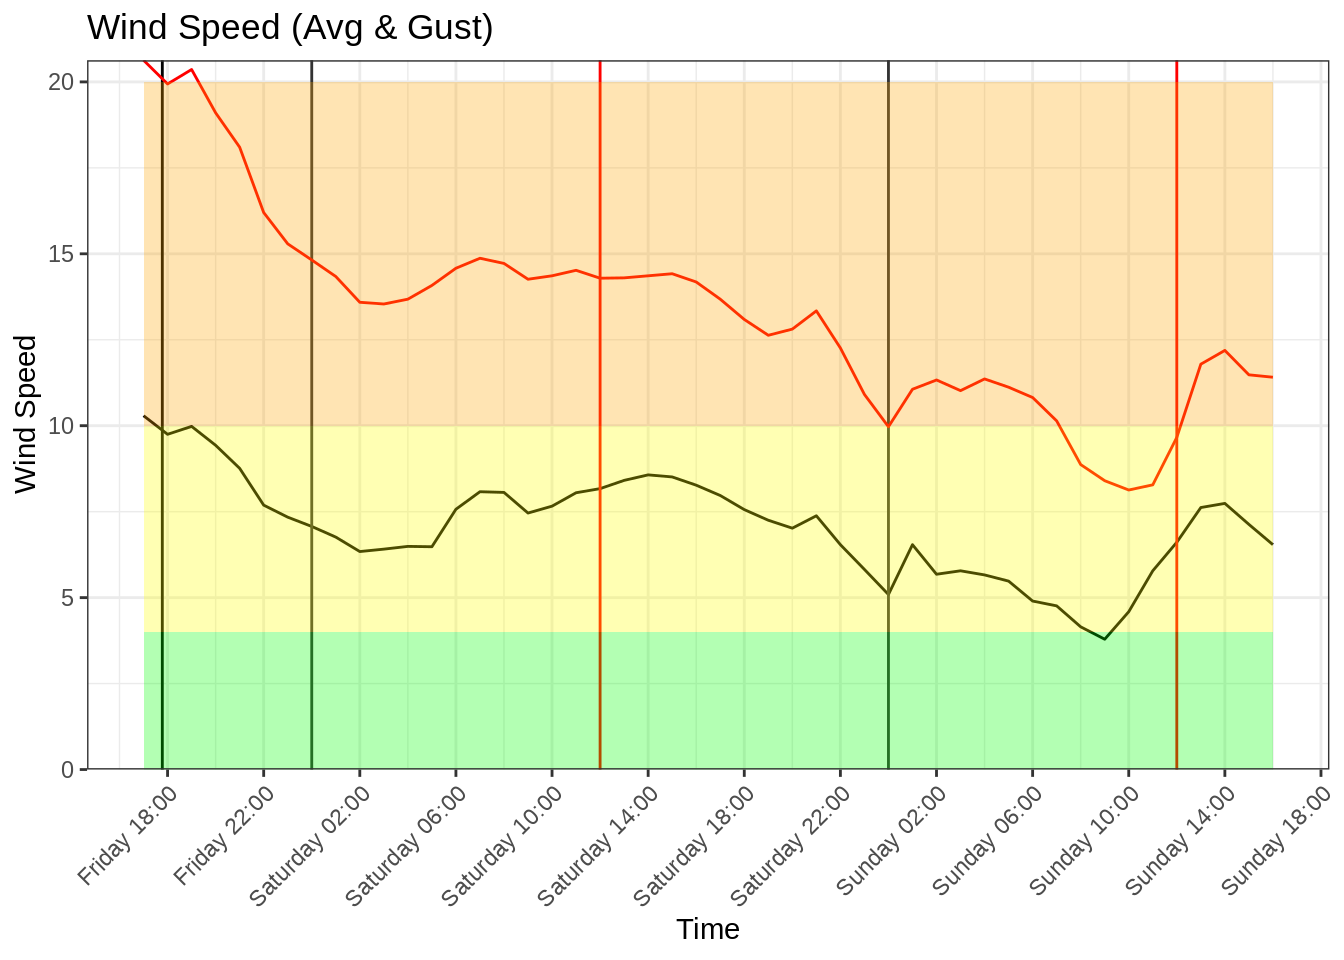 Wind Speed (Avg & Gust)
Wind Speed
20
15
10
5
0
Friday 18:00
Friday 22:00
Saturday 02:00
Saturday 06:00
Saturday 10:00
Saturday 14:00
Saturday 18:00
Saturday 22:00
Sunday 02:00
Sunday 06:00
Sunday 10:00
Sunday 14:00
Sunday 18:00
Time